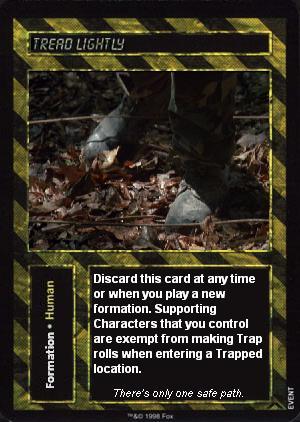 TREAD LIGHTLY
Formation • Human
Discard this card at any time
or when you play a new
formation. Supporting
Characters that you control
are exempt from making Trap
rolls when entering a Trapped
location.
There's only one safe path.
EVENT
™&© 1998 Fox